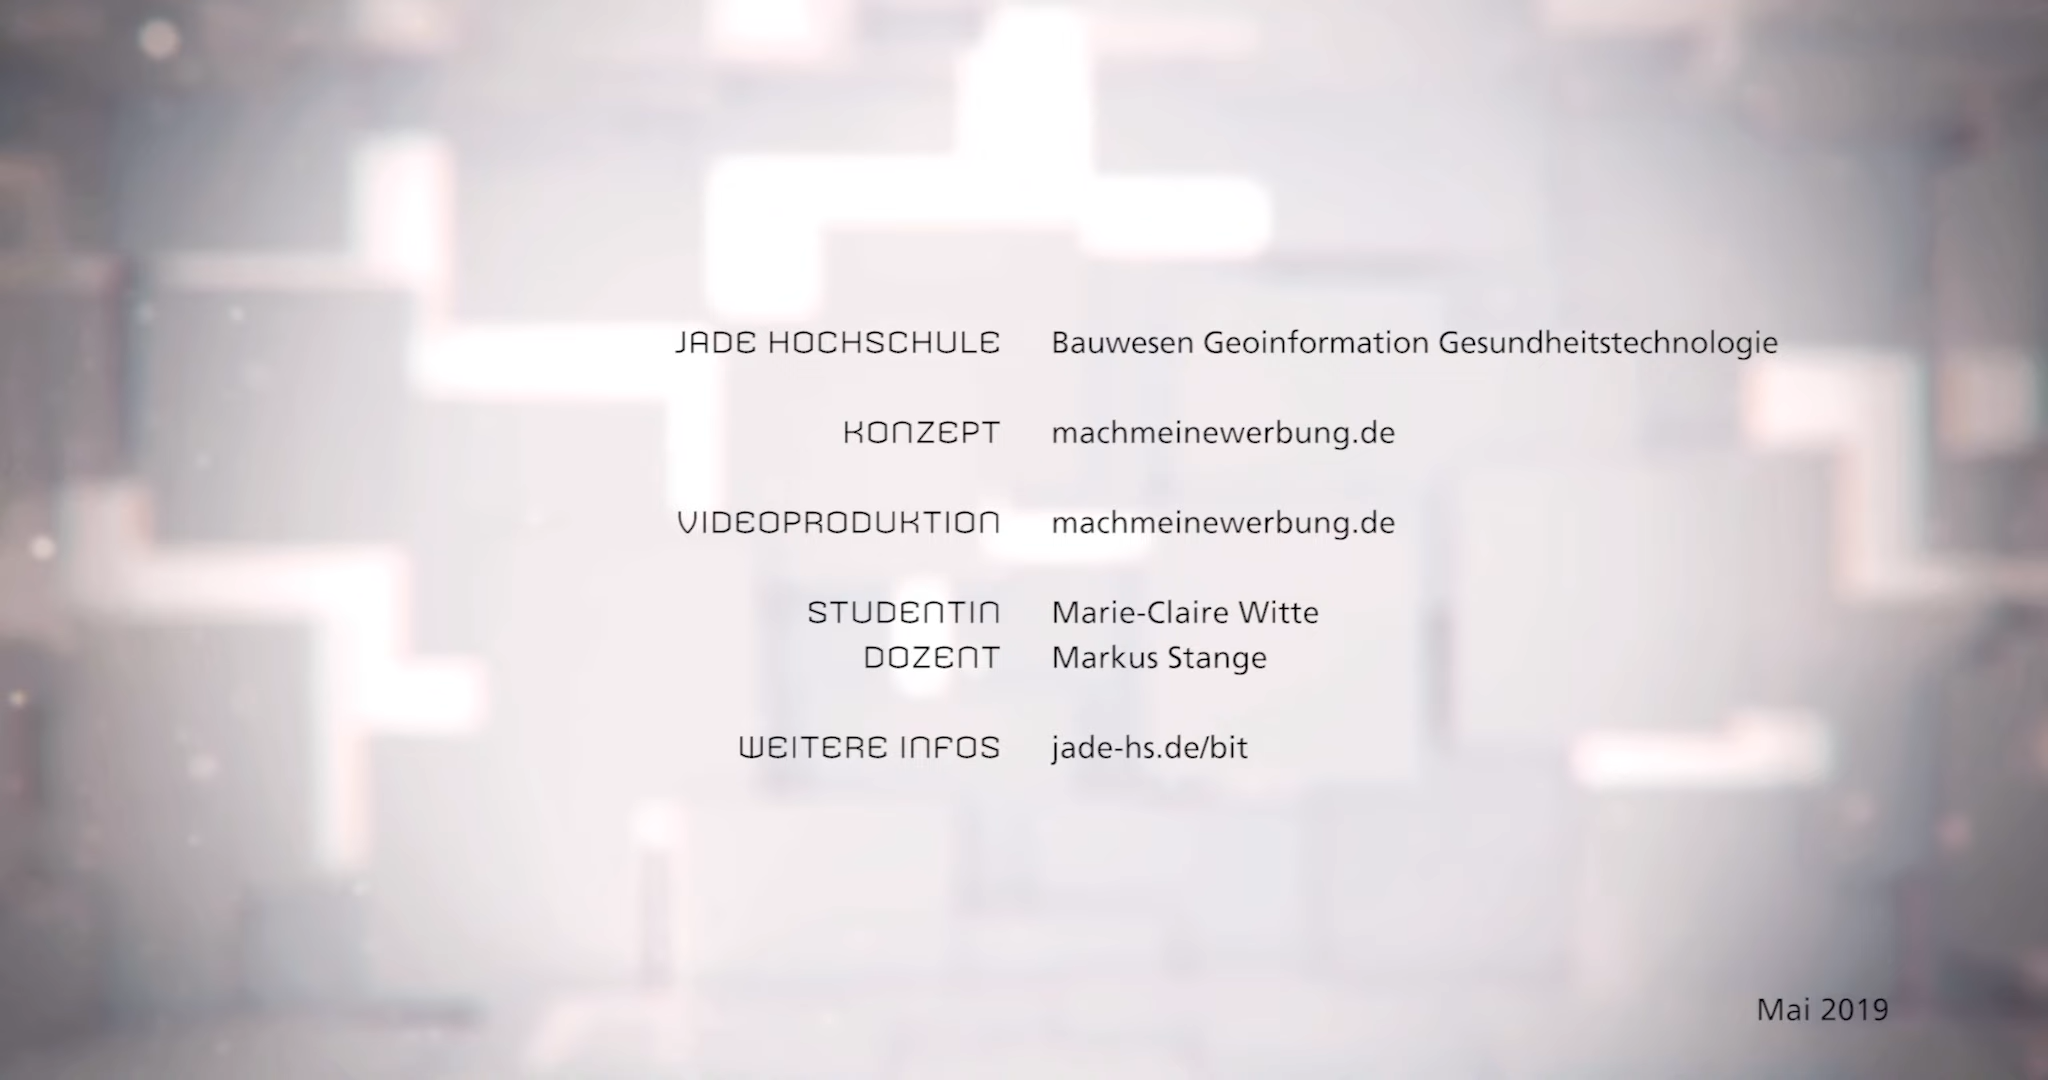 JADE HOCHSCHULE Bauwesen Geoinformation Gesundheitstechnologie
KONZEPT machmeinewerbung.de
VIDEOPRODUKTION machmeinewerbung.de
STUDENTIN Marie-Claire Witte
DOZENT Markus Stange
WEITERE INFOS jade-hs.de/bit
Mai 2019